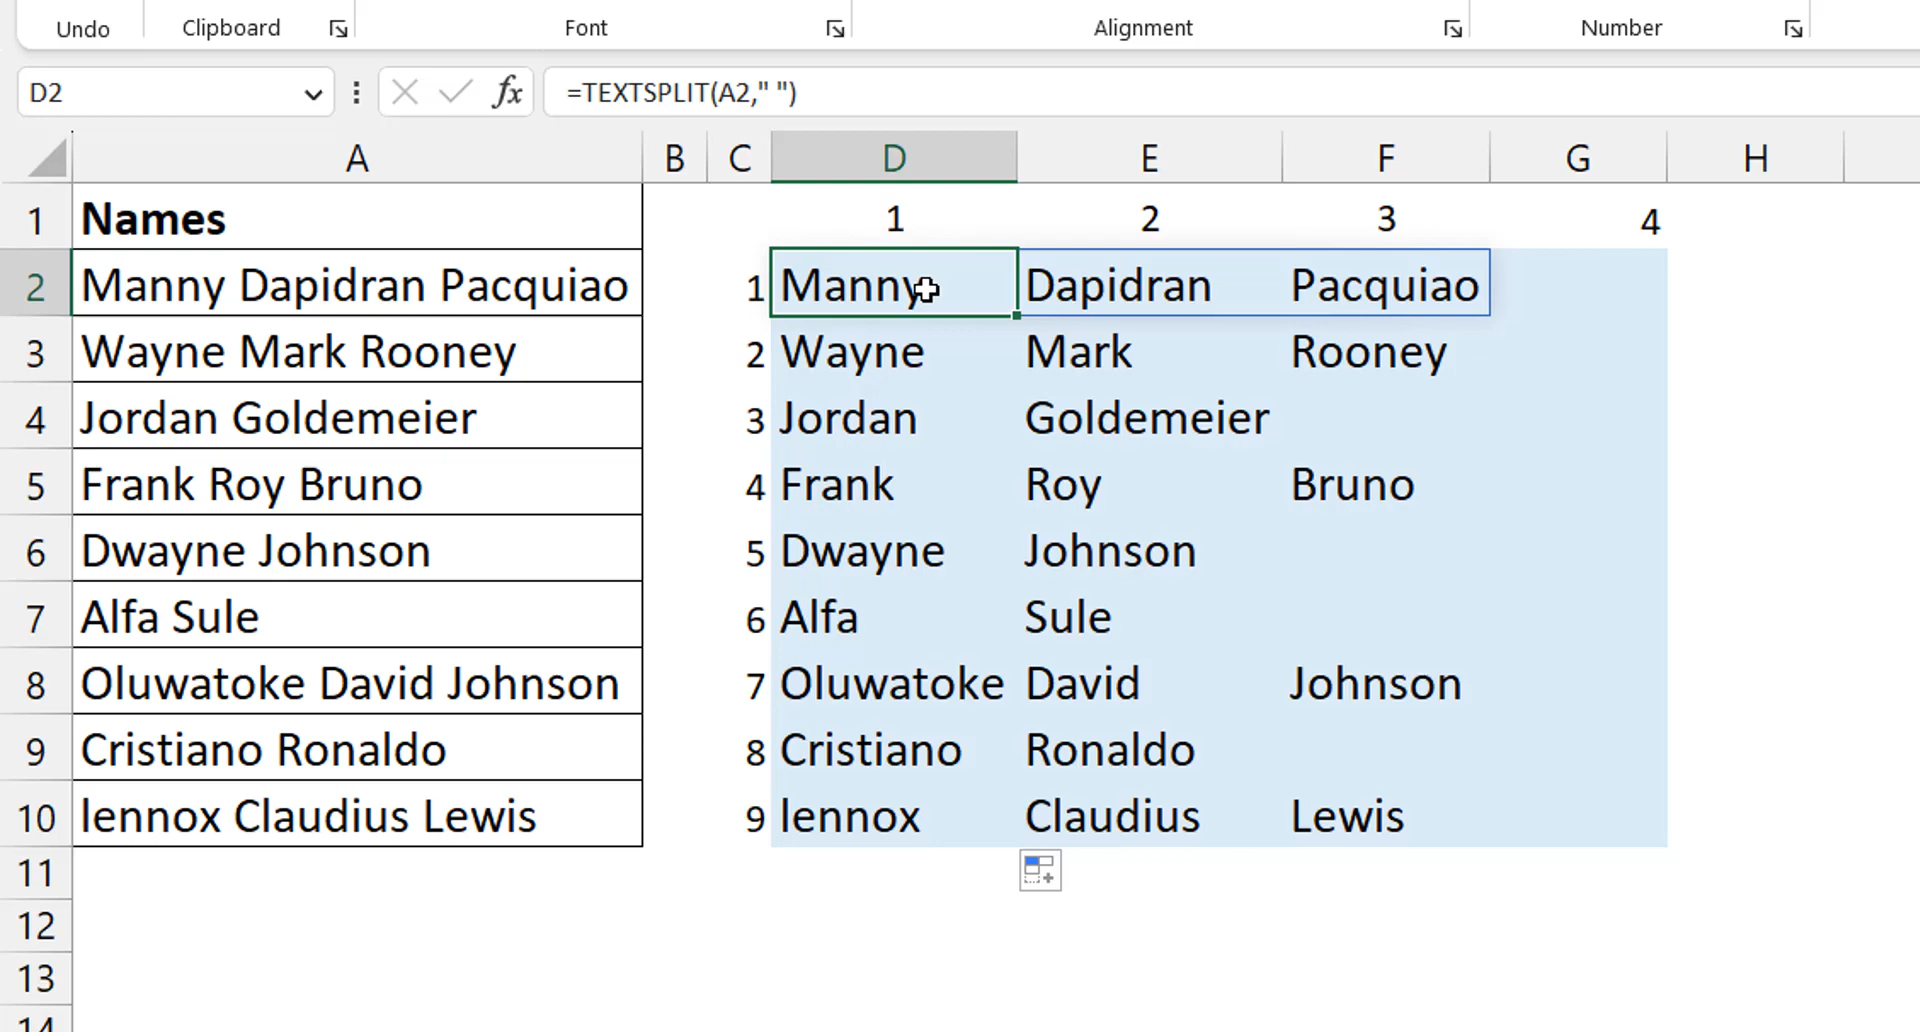 Undo Clipboard Font Alignment Number
D2 fx =TEXTSPLIT(A2," ")
A B C D E F G H
1 Names 1 2 3 4
2 Manny Dapidran Pacquiao 1 Manny Dapidran Pacquiao
3 Wayne Mark Rooney 2 Wayne Mark Rooney
4 Jordan Goldemeier 3 Jordan Goldemeier
5 Frank Roy Bruno 4 Frank Roy Bruno
6 Dwayne Johnson 5 Dwayne Johnson
7 Alfa Sule 6 Alfa Sule
8 Oluwatoke David Johnson 7 Oluwatoke David Johnson
9 Cristiano Ronaldo 8 Cristiano Ronaldo
10 lennox Claudius Lewis 9 lennox Claudius Lewis
11
12
13
14